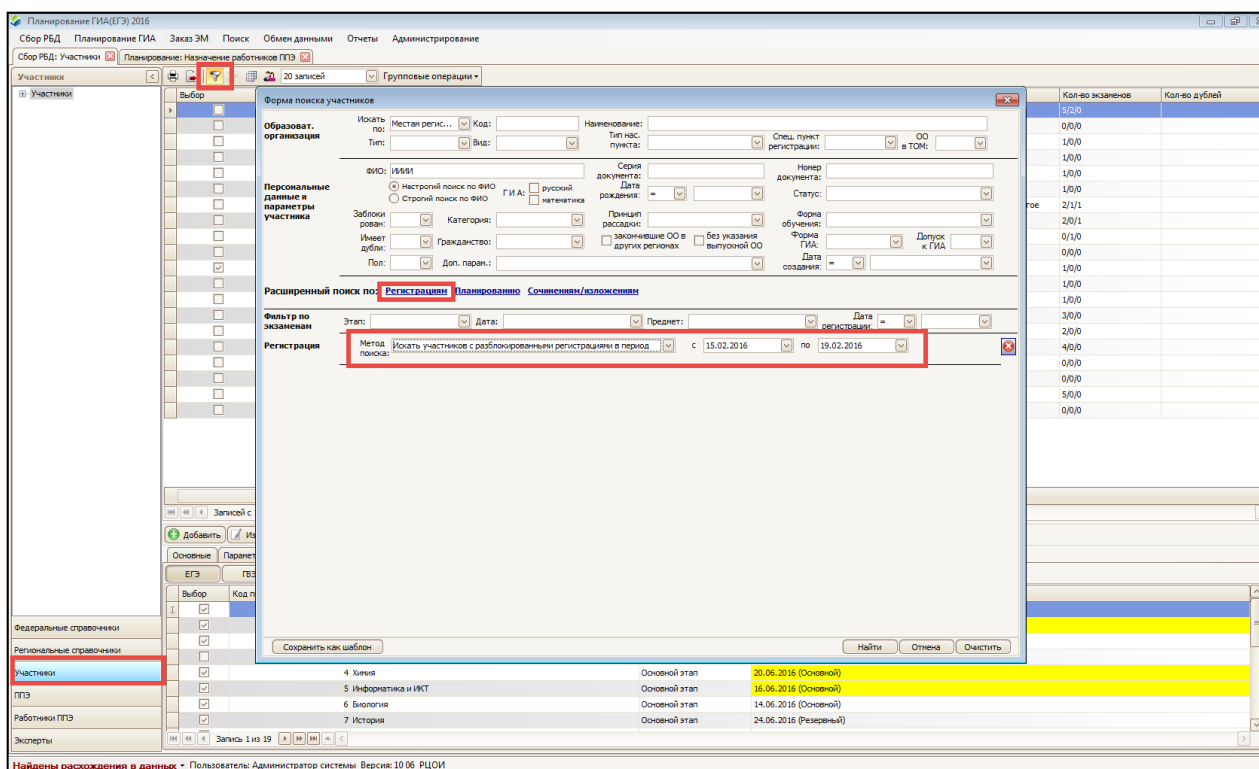 Планирование ГИА(ЕГЭ) 2016
Сбор РБД Планирование ГИА Заказ ЭМ Поиск Обмен данными Отчеты Администрирование
Сбор РБД: Участники Планирование: Назначение работников ППЭ
Участники 20 записей Групповые операции
Участники
Выбор Кол-во экзаменов Кол-во дублей
Форма поиска участников
5/2/0
0/0/0
1/0/0
1/0/0
1/0/0
1/0/0
гое 2/1/1
2/0/1
0/1/0
0/0/0
1/0/0
1/0/0
1/0/0
3/0/0
2/0/0
4/0/0
0/0/0
0/0/0
5/0/0
0/0/0
Образоват. организация
Искать по: Местам регис... Код: Наименование:
Тип: Вид: Тип нас. пункта: Спец. пункт регистрации: ОО в ТОМ:
Персональные данные и параметры участника
ФИО: ИИИИ Серия документа: Номер документа:
Нестрогий поиск по ФИО
Строгий поиск по ФИО
ГИА: русский
математика
Дата рождения: = Статус:
Заблокирован: Категория: Принцип рассадки: Форма обучения:
Имеет дубли: Гражданство: закончившие ОО в других регионах без указания выпускной ОО Форма ГИА: Допуск к ГИА
Пол: Доп. парам.: Дата создания: =
Расширенный поиск по: Регистрациям Планированию Сочинениям/изложениям
Фильтр по экзаменам
Этап: Дата: Предмет: Дата регистрации: =
Регистрация
Метод поиска: Искать участников с разблокированными регистрациями в период с 15.02.2016 по 19.02.2016
Сохранить как шаблон Найти Отмена Очистить
Записей с
Добавить Из
Основные Парамет
ЕГЭ ГВЭ
Выбор Код п
4 Химия Основной этап 20.06.2016 (Основной)
5 Информатика и ИКТ Основной этап 16.06.2016 (Основной)
6 Биология Основной этап 14.06.2016 (Основной)
7 История Основной этап 24.06.2016 (Резервный)
Запись 1 из 19
Федеральные справочники
Региональные справочники
Участники
ППЭ
Работники ППЭ
Эксперты
Найдены расхождения в данных Пользователь: Администратор системы Версия: 10 06 РЦОИ